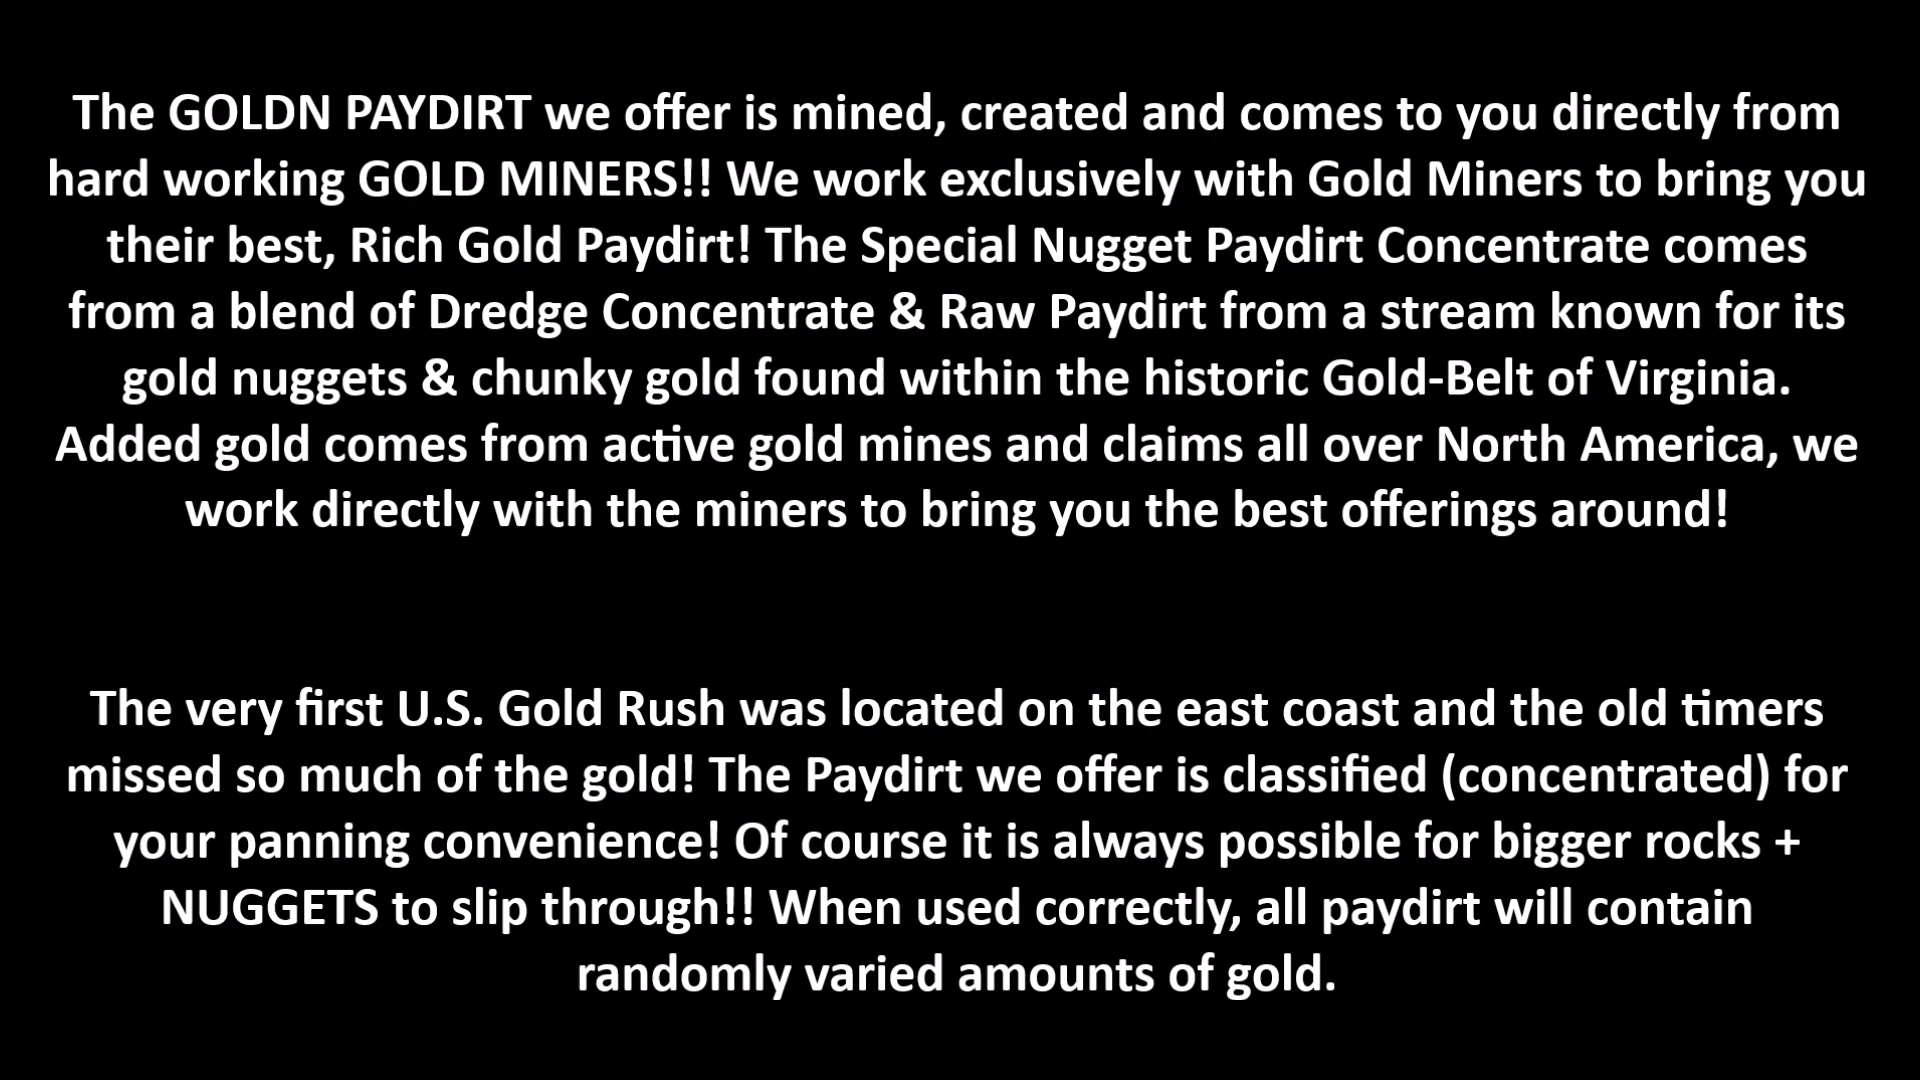 The GOLDN PAYDIRT we offer is mined, created and comes to you directly from
hard working GOLD MINERS!! We work exclusively with Gold Miners to bring you
their best, Rich Gold Paydirt! The Special Nugget Paydirt Concentrate comes
from a blend of Dredge Concentrate & Raw Paydirt from a stream known for its
gold nuggets & chunky gold found within the historic Gold-Belt of Virginia.
Added gold comes from active gold mines and claims all over North America, we
work directly with the miners to bring you the best offerings around!
The very first U.S. Gold Rush was located on the east coast and the old timers
missed so much of the gold! The Paydirt we offer is classified (concentrated) for
your panning convenience! Of course it is always possible for bigger rocks +
NUGGETS to slip through!! When used correctly, all paydirt will contain
randomly varied amounts of gold.